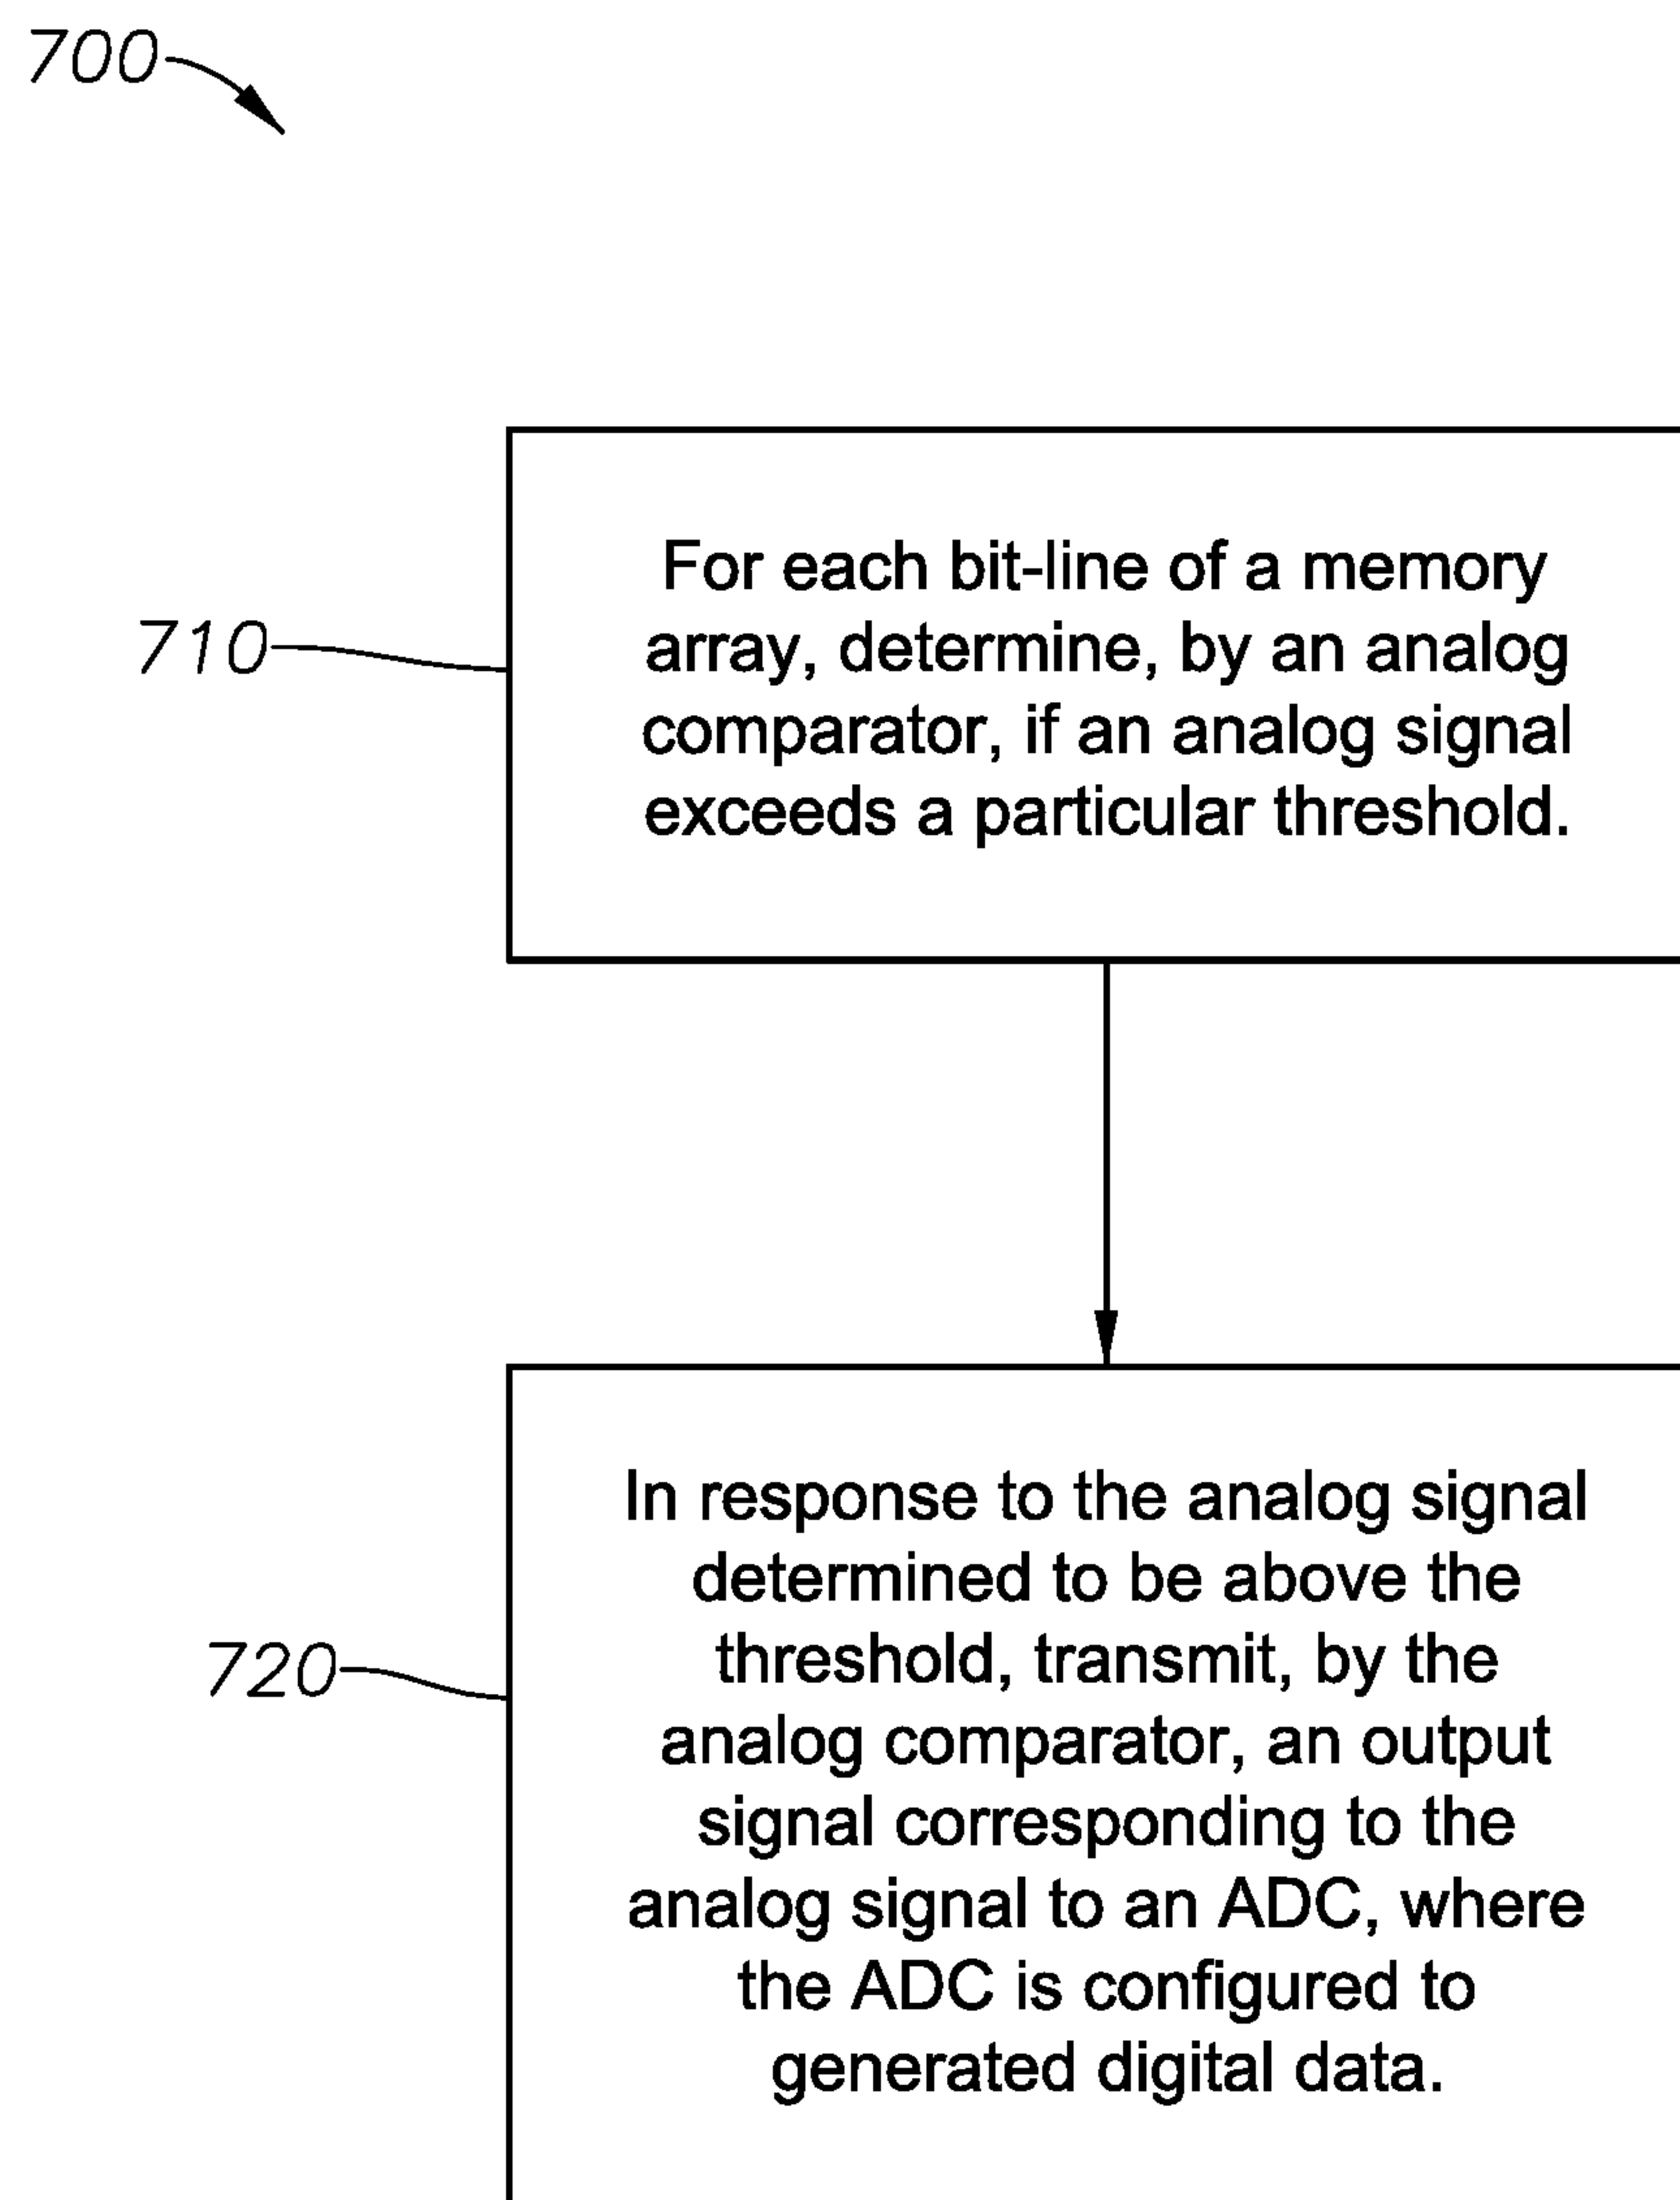 700
710
For each bit-line of a memory
array, determine, by an analog
comparator, if an analog signal
exceeds a particular threshold.
720
In response to the analog signal
determined to be above the
threshold, transmit, by the
analog comparator, an output
signal corresponding to the
analog signal to an ADC, where
the ADC is configured to
generated digital data.